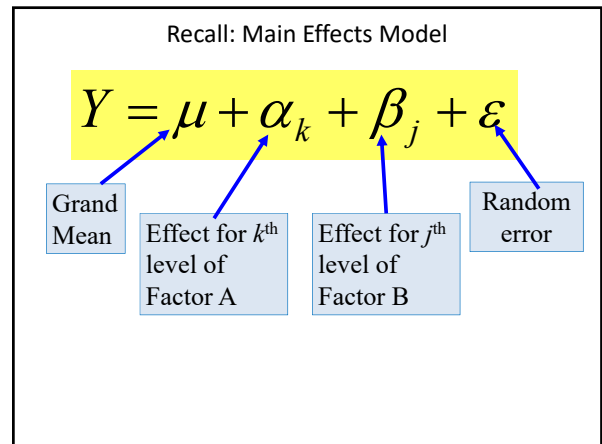 Recall: Main Effects Model
Y = μ + α_k + β_j + ε
Grand
Mean
Effect for kᵗʰ
level of
Factor A
Effect for jᵗʰ
level of
Factor B
Random
error